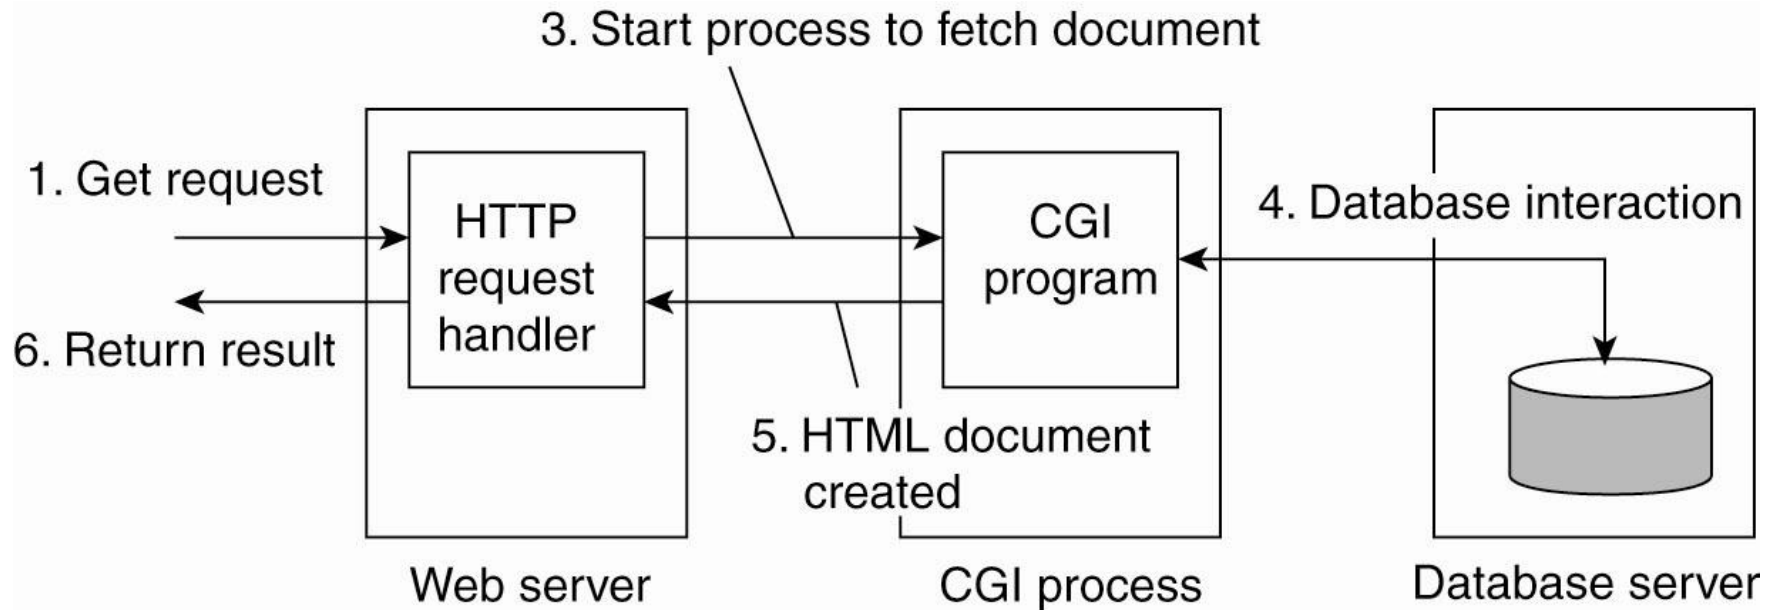 3. Start process to fetch document
1. Get request
HTTP
request
handler
CGI
program
4. Database interaction
6. Return result
5. HTML document
created
Web server
CGI process
Database server